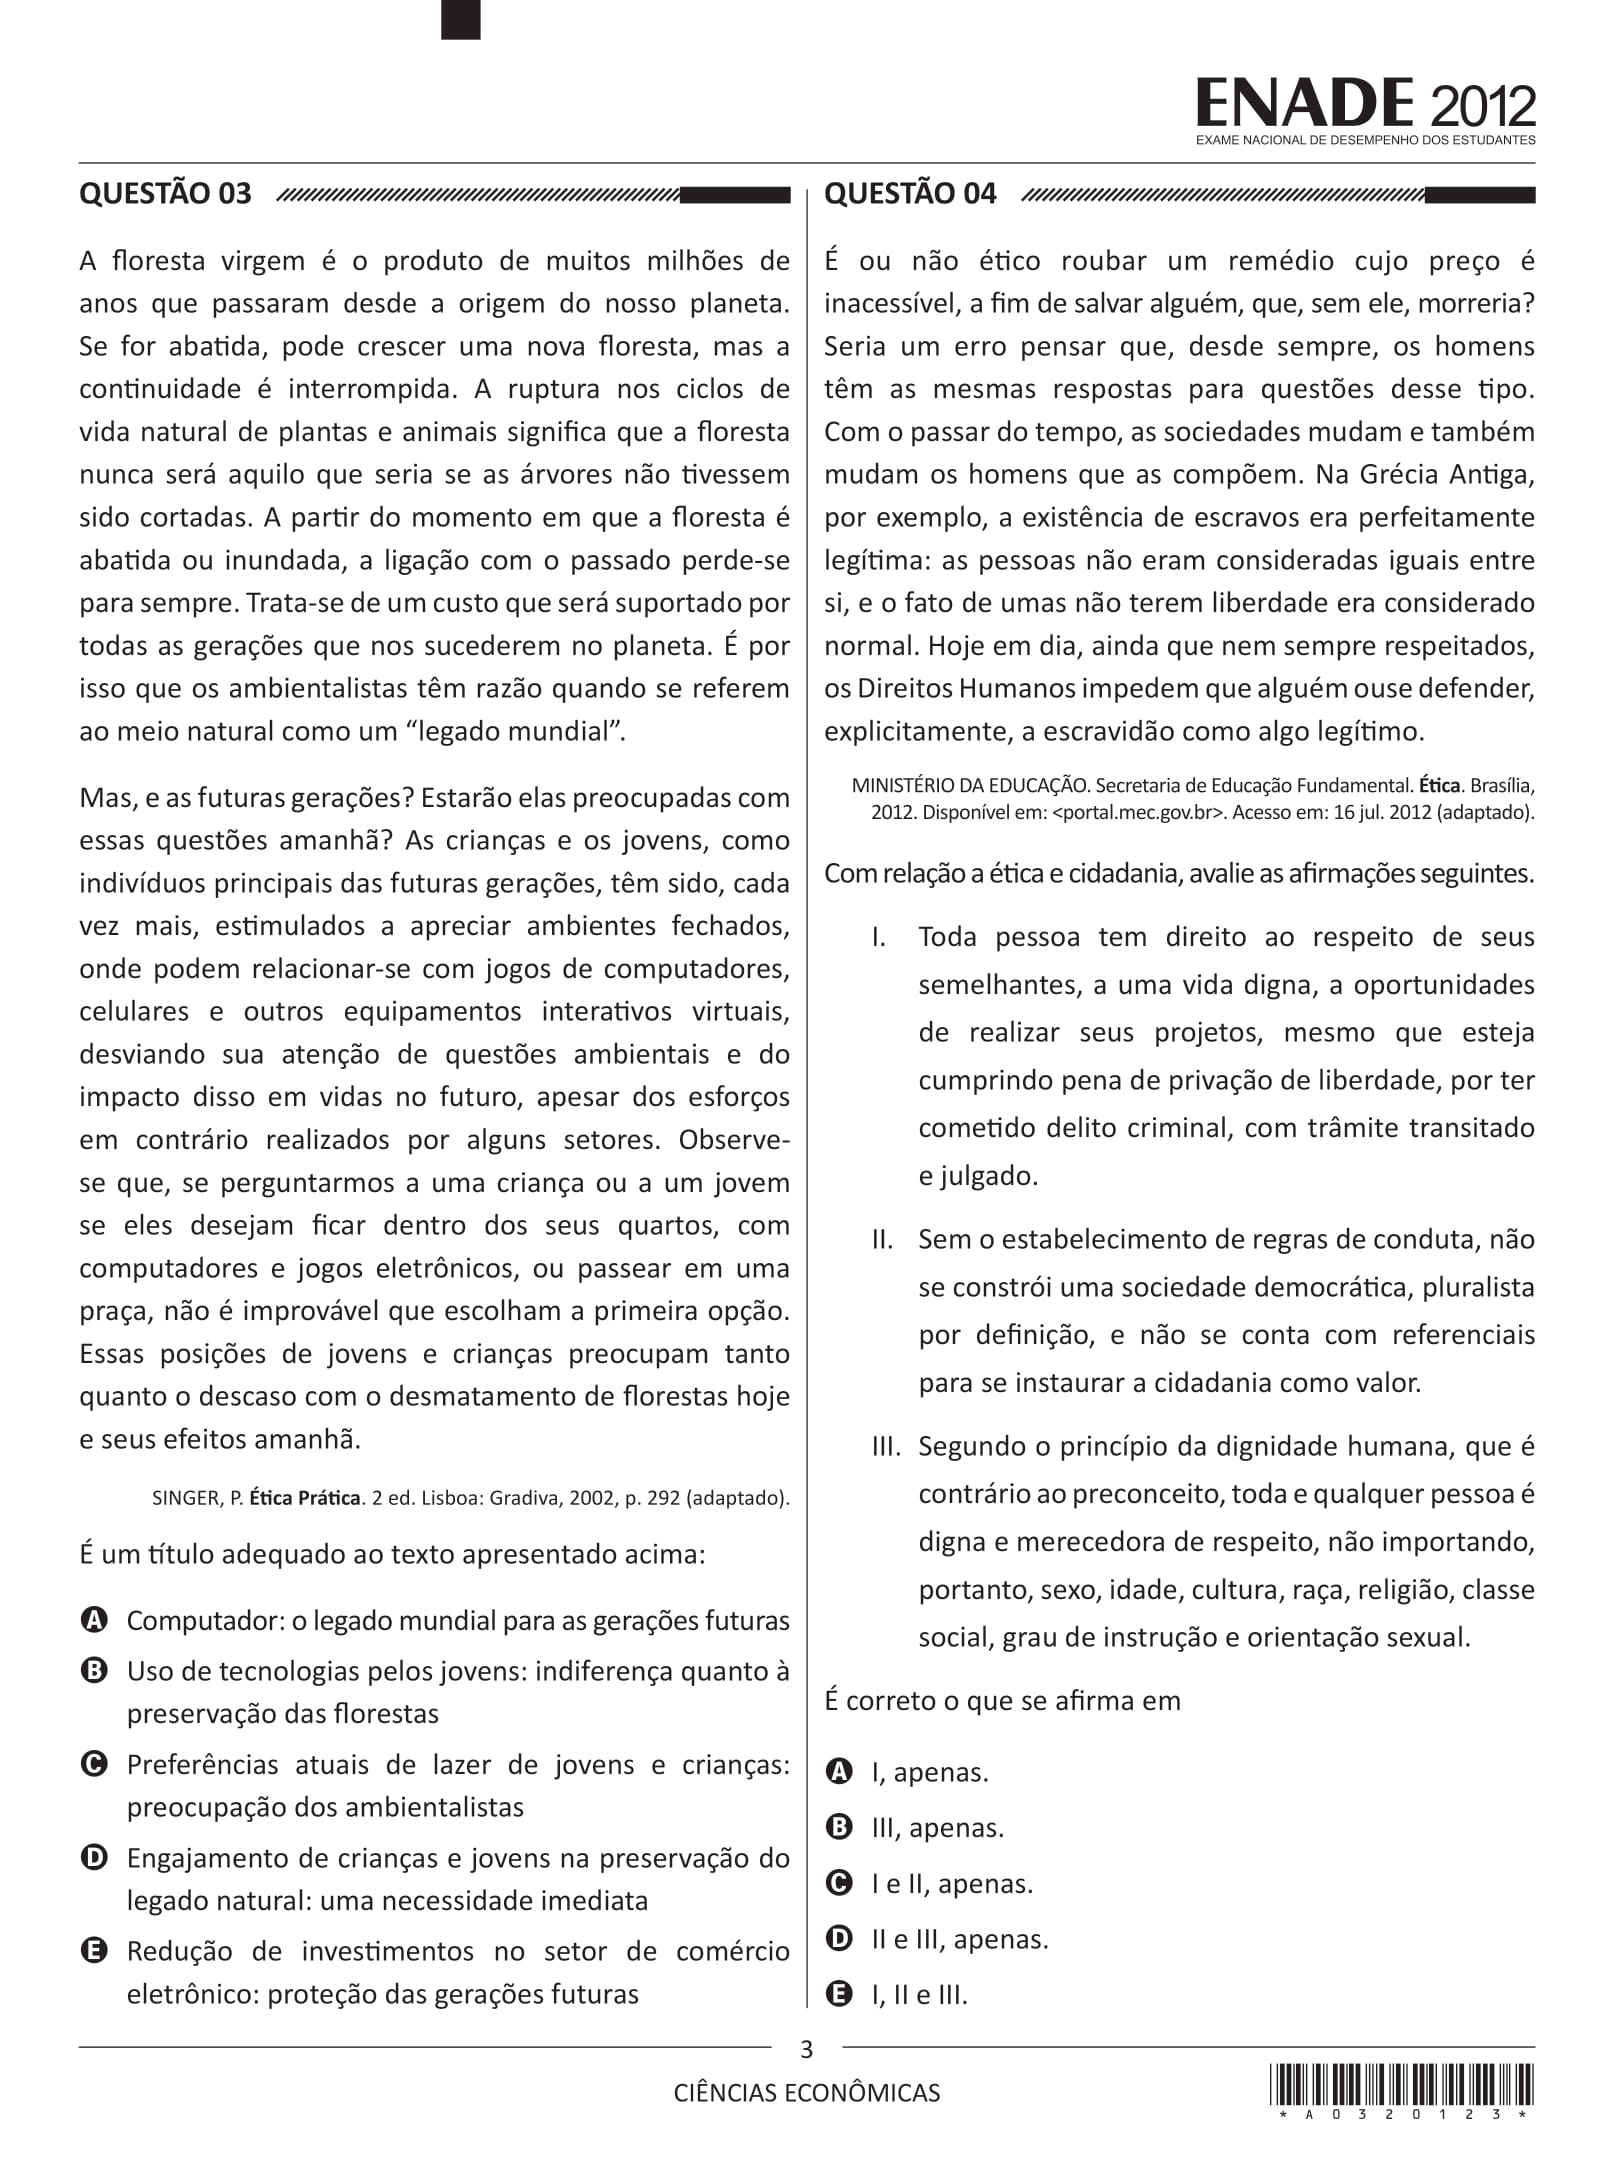 ENADE 2012
EXAME NACIONAL DE DESEMPENHO DOS ESTUDANTES
QUESTÃO 03
A floresta virgem é o produto de muitos milhões de
anos que passaram desde a origem do nosso planeta.
Se for abatida, pode crescer uma nova floresta, mas a
continuidade é interrompida. A ruptura nos ciclos de
vida natural de plantas e animais significa que a floresta
nunca será aquilo que seria se as árvores não tivessem
sido cortadas. A partir do momento em que a floresta é
abatida ou inundada, a ligação com o passado perde-se
para sempre. Trata-se de um custo que será suportado por
todas as gerações que nos sucederem no planeta. É por
isso que os ambientalistas têm razão quando se referem
ao meio natural como um “legado mundial”.
Mas, e as futuras gerações? Estarão elas preocupadas com
essas questões amanhã? As crianças e os jovens, como
indivíduos principais das futuras gerações, têm sido, cada
vez mais, estimulados a apreciar ambientes fechados,
onde podem relacionar-se com jogos de computadores,
celulares e outros equipamentos interativos virtuais,
desviando sua atenção de questões ambientais e do
impacto disso em vidas no futuro, apesar dos esforços
em contrário realizados por alguns setores. Observe-
se que, se perguntarmos a uma criança ou a um jovem
se eles desejam ficar dentro dos seus quartos, com
computadores e jogos eletrônicos, ou passear em uma
praça, não é improvável que escolham a primeira opção.
Essas posições de jovens e crianças preocupam tanto
quanto o descaso com o desmatamento de florestas hoje
e seus efeitos amanhã.
SINGER, P. Ética Prática. 2 ed. Lisboa: Gradiva, 2002, p. 292 (adaptado).
É um título adequado ao texto apresentado acima:
A Computador: o legado mundial para as gerações futuras
B Uso de tecnologias pelos jovens: indiferença quanto à
preservação das florestas
C Preferências atuais de lazer de jovens e crianças:
preocupação dos ambientalistas
D Engajamento de crianças e jovens na preservação do
legado natural: uma necessidade imediata
E Redução de investimentos no setor de comércio
eletrônico: proteção das gerações futuras
QUESTÃO 04
É ou não ético roubar um remédio cujo preço é
inacessível, a fim de salvar alguém, que, sem ele, morreria?
Seria um erro pensar que, desde sempre, os homens
têm as mesmas respostas para questões desse tipo.
Com o passar do tempo, as sociedades mudam e também
mudam os homens que as compõem. Na Grécia Antiga,
por exemplo, a existência de escravos era perfeitamente
legítima: as pessoas não eram consideradas iguais entre
si, e o fato de umas não terem liberdade era considerado
normal. Hoje em dia, ainda que nem sempre respeitados,
os Direitos Humanos impedem que alguém ouse defender,
explicitamente, a escravidão como algo legítimo.
MINISTÉRIO DA EDUCAÇÃO. Secretaria de Educação Fundamental. Ética. Brasília,
2012. Disponível em: <portal.mec.gov.br>. Acesso em: 16 jul. 2012 (adaptado).
Com relação a ética e cidadania, avalie as afirmações seguintes.
I. Toda pessoa tem direito ao respeito de seus
semelhantes, a uma vida digna, a oportunidades
de realizar seus projetos, mesmo que esteja
cumprindo pena de privação de liberdade, por ter
cometido delito criminal, com trâmite transitado
e julgado.
II. Sem o estabelecimento de regras de conduta, não
se constrói uma sociedade democrática, pluralista
por definição, e não se conta com referenciais
para se instaurar a cidadania como valor.
III. Segundo o princípio da dignidade humana, que é
contrário ao preconceito, toda e qualquer pessoa é
digna e merecedora de respeito, não importando,
portanto, sexo, idade, cultura, raça, religião, classe
social, grau de instrução e orientação sexual.
É correto o que se afirma em
A I, apenas.
B III, apenas.
C I e II, apenas.
D II e III, apenas.
E I, II e III.
3
CIÊNCIAS ECONÔMICAS
* A 0 3 2 0 1 2 3 *